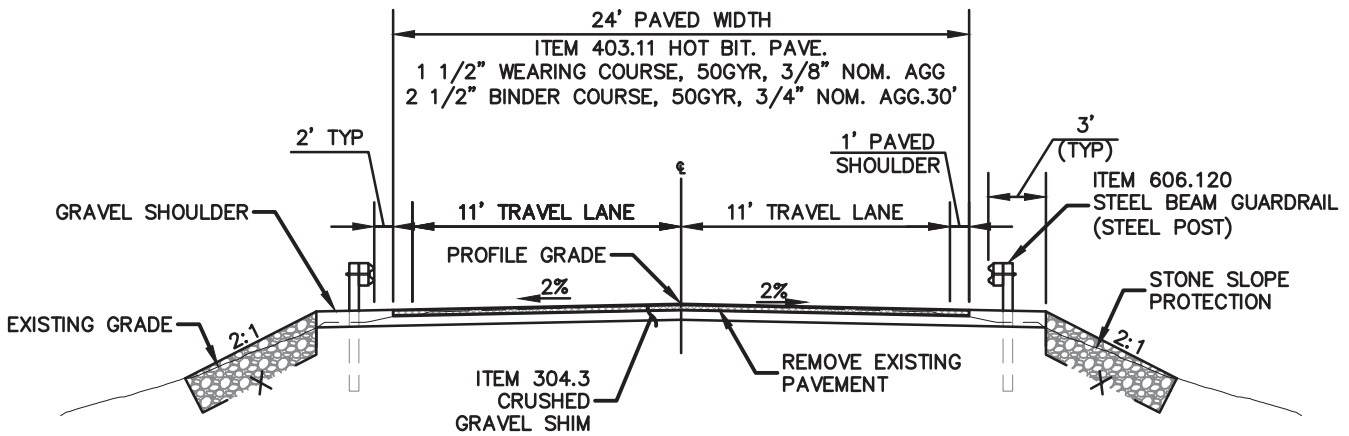 24' PAVED WIDTH
ITEM 403.11 HOT BIT. PAVE.
1 1/2" WEARING COURSE, 50GYR, 3/8" NOM. AGG
2 1/2" BINDER COURSE, 50GYR, 3/4" NOM. AGG.30'
2' TYP
1' PAVED
SHOULDER
3'
(TYP)
ITEM 606.120
STEEL BEAM GUARDRAIL
(STEEL POST)
GRAVEL SHOULDER
11' TRAVEL LANE
℄
11' TRAVEL LANE
PROFILE GRADE
2%
2%
STONE SLOPE
PROTECTION
EXISTING GRADE
2:1
2:1
REMOVE EXISTING
PAVEMENT
ITEM 304.3
CRUSHED
GRAVEL SHIM